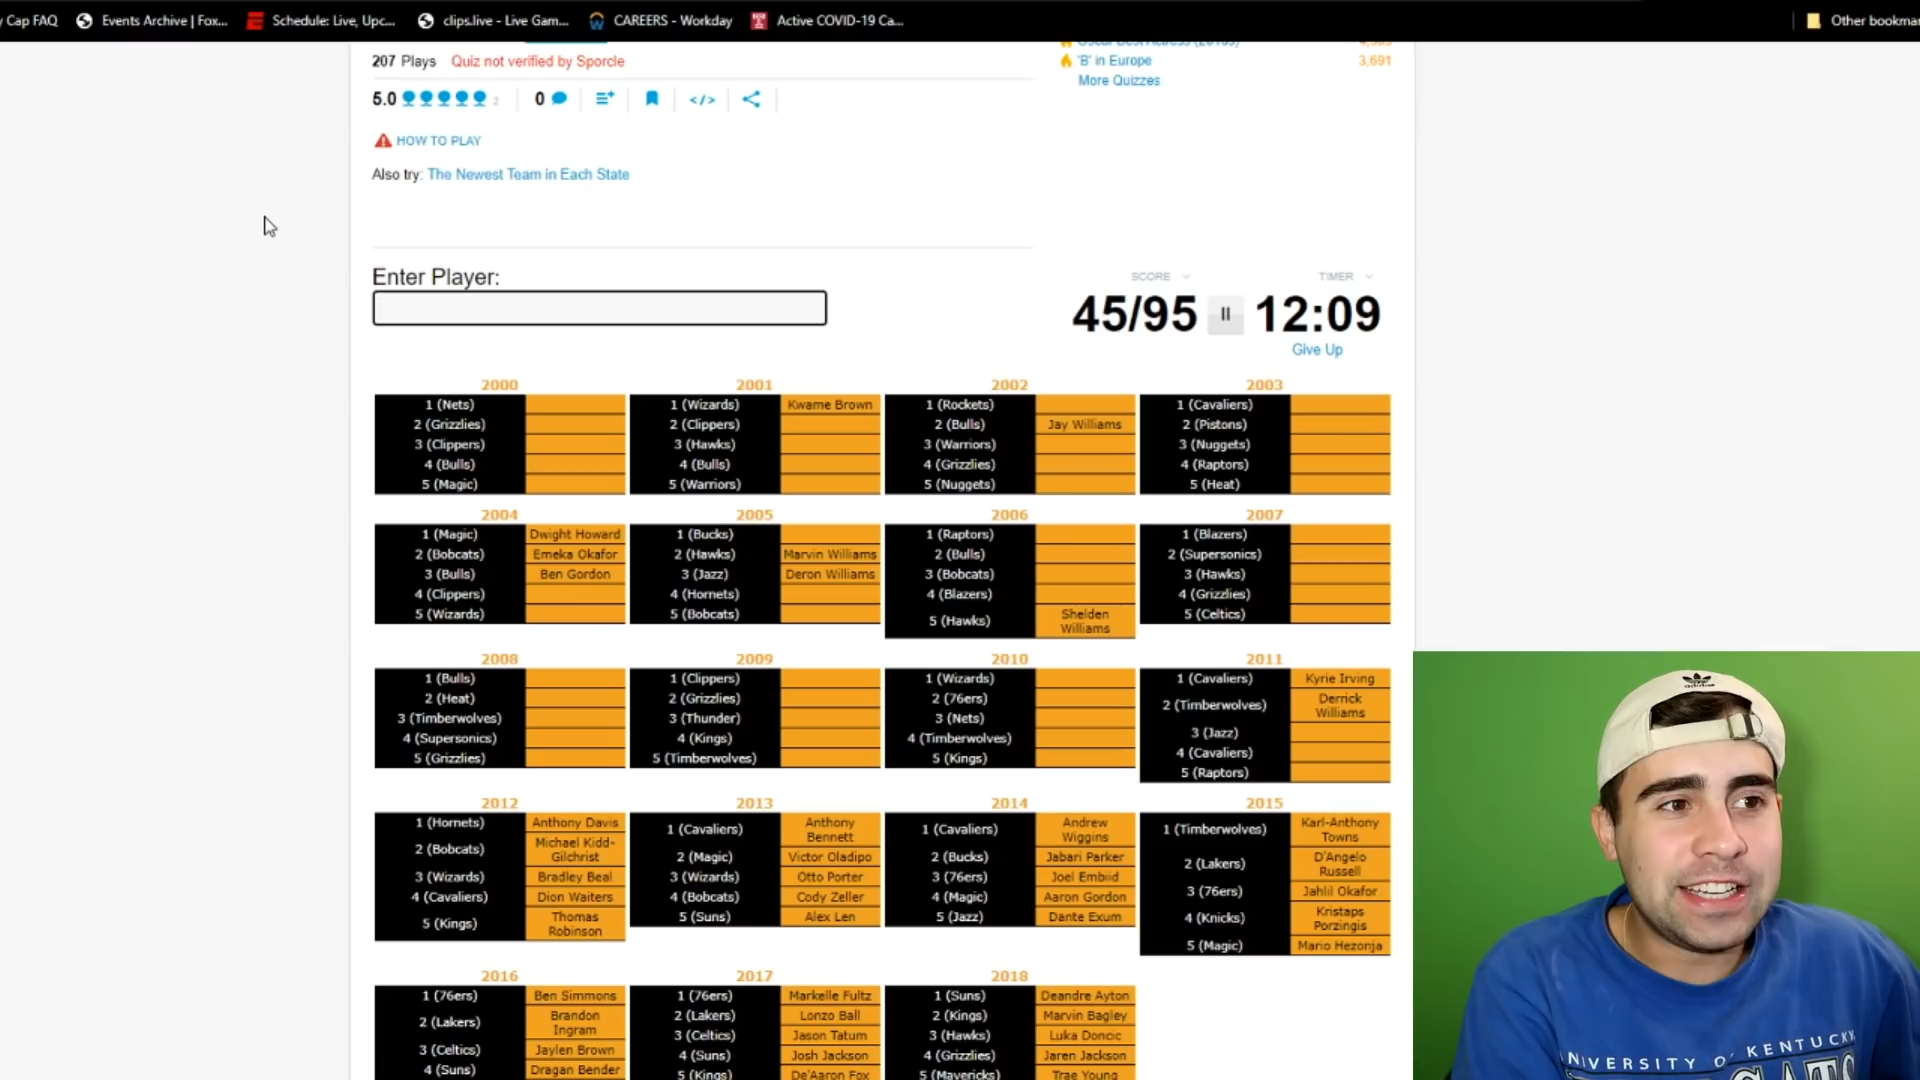 y Cap FAQ Events Archive | Fox... Schedule: Live, Upc... clips.live - Live Gam... CAREERS - Workday Active COVID-19 Ca... Other bookmar
207 Plays Quiz not verified by Sporcle
'B' in Europe 3,691
More Quizzes
5.0 2 0 </>
HOW TO PLAY
Also try: The Newest Team in Each State
Enter Player:
SCORE TIMER
45/95 12:09
Give Up
2000
1 (Nets)
2 (Grizzlies)
3 (Clippers)
4 (Bulls)
5 (Magic)
2001
1 (Wizards) Kwame Brown
2 (Clippers)
3 (Hawks)
4 (Bulls)
5 (Warriors)
2002
1 (Rockets)
2 (Bulls) Jay Williams
3 (Warriors)
4 (Grizzlies)
5 (Nuggets)
2003
1 (Cavaliers)
2 (Pistons)
3 (Nuggets)
4 (Raptors)
5 (Heat)
2004
1 (Magic) Dwight Howard
2 (Bobcats) Emeka Okafor
3 (Bulls) Ben Gordon
4 (Clippers)
5 (Wizards)
2005
1 (Bucks)
2 (Hawks) Marvin Williams
3 (Jazz) Deron Williams
4 (Hornets)
5 (Bobcats)
2006
1 (Raptors)
2 (Bulls)
3 (Bobcats)
4 (Blazers)
5 (Hawks) Shelden
Williams
2007
1 (Blazers)
2 (Supersonics)
3 (Hawks)
4 (Grizzlies)
5 (Celtics)
2008
1 (Bulls)
2 (Heat)
3 (Timberwolves)
4 (Supersonics)
5 (Grizzlies)
2009
1 (Clippers)
2 (Grizzlies)
3 (Thunder)
4 (Kings)
5 (Timberwolves)
2010
1 (Wizards)
2 (76ers)
3 (Nets)
4 (Timberwolves)
5 (Kings)
2011
1 (Cavaliers) Kyrie Irving
2 (Timberwolves) Derrick
Williams
3 (Jazz)
4 (Cavaliers)
5 (Raptors)
2012
1 (Hornets) Anthony Davis
2 (Bobcats) Michael Kidd-
Gilchrist
3 (Wizards) Bradley Beal
4 (Cavaliers) Dion Waiters
5 (Kings) Thomas
Robinson
2013
1 (Cavaliers) Anthony
Bennett
2 (Magic) Victor Oladipo
3 (Wizards) Otto Porter
4 (Bobcats) Cody Zeller
5 (Suns) Alex Len
2014
1 (Cavaliers) Andrew
Wiggins
2 (Bucks) Jabari Parker
3 (76ers) Joel Embiid
4 (Magic) Aaron Gordon
5 (Jazz) Dante Exum
2015
1 (Timberwolves) Karl-Anthony
Towns
2 (Lakers) D'Angelo
Russell
3 (76ers) Jahlil Okafor
4 (Knicks) Kristaps
Porzingis
5 (Magic) Mario Hezonja
2016
1 (76ers) Ben Simmons
2 (Lakers) Brandon
Ingram
3 (Celtics) Jaylen Brown
4 (Suns) Dragan Bender
2017
1 (76ers) Markelle Fultz
2 (Lakers) Lonzo Ball
3 (Celtics) Jason Tatum
4 (Suns) Josh Jackson
5 (Kings) De'Aaron Fox
2018
1 (Suns) Deandre Ayton
2 (Kings) Marvin Bagley
3 (Hawks) Luka Doncic
4 (Grizzlies) Jaren Jackson
5 (Mavericks) Trae Young
adidas
NIVERSITY OF KENTUCKY